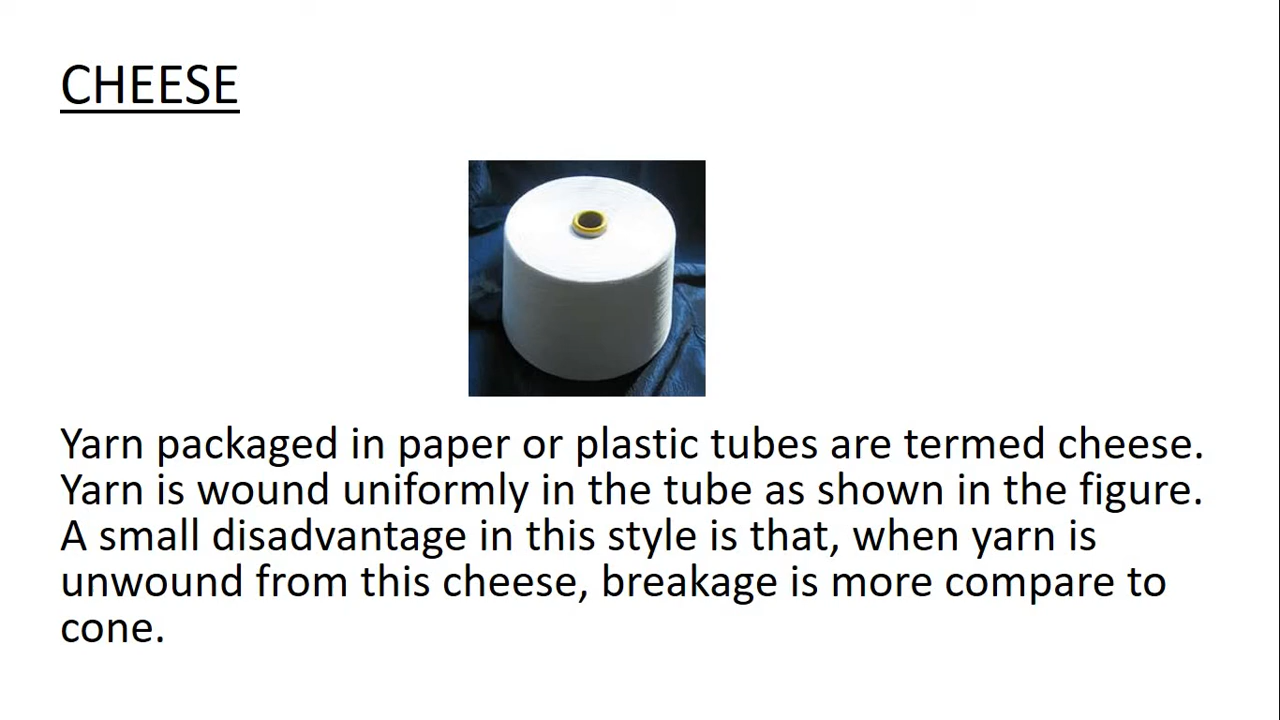 CHEESE
Yarn packaged in paper or plastic tubes are termed cheese.
Yarn is wound uniformly in the tube as shown in the figure.
A small disadvantage in this style is that, when yarn is
unwound from this cheese, breakage is more compare to
cone.